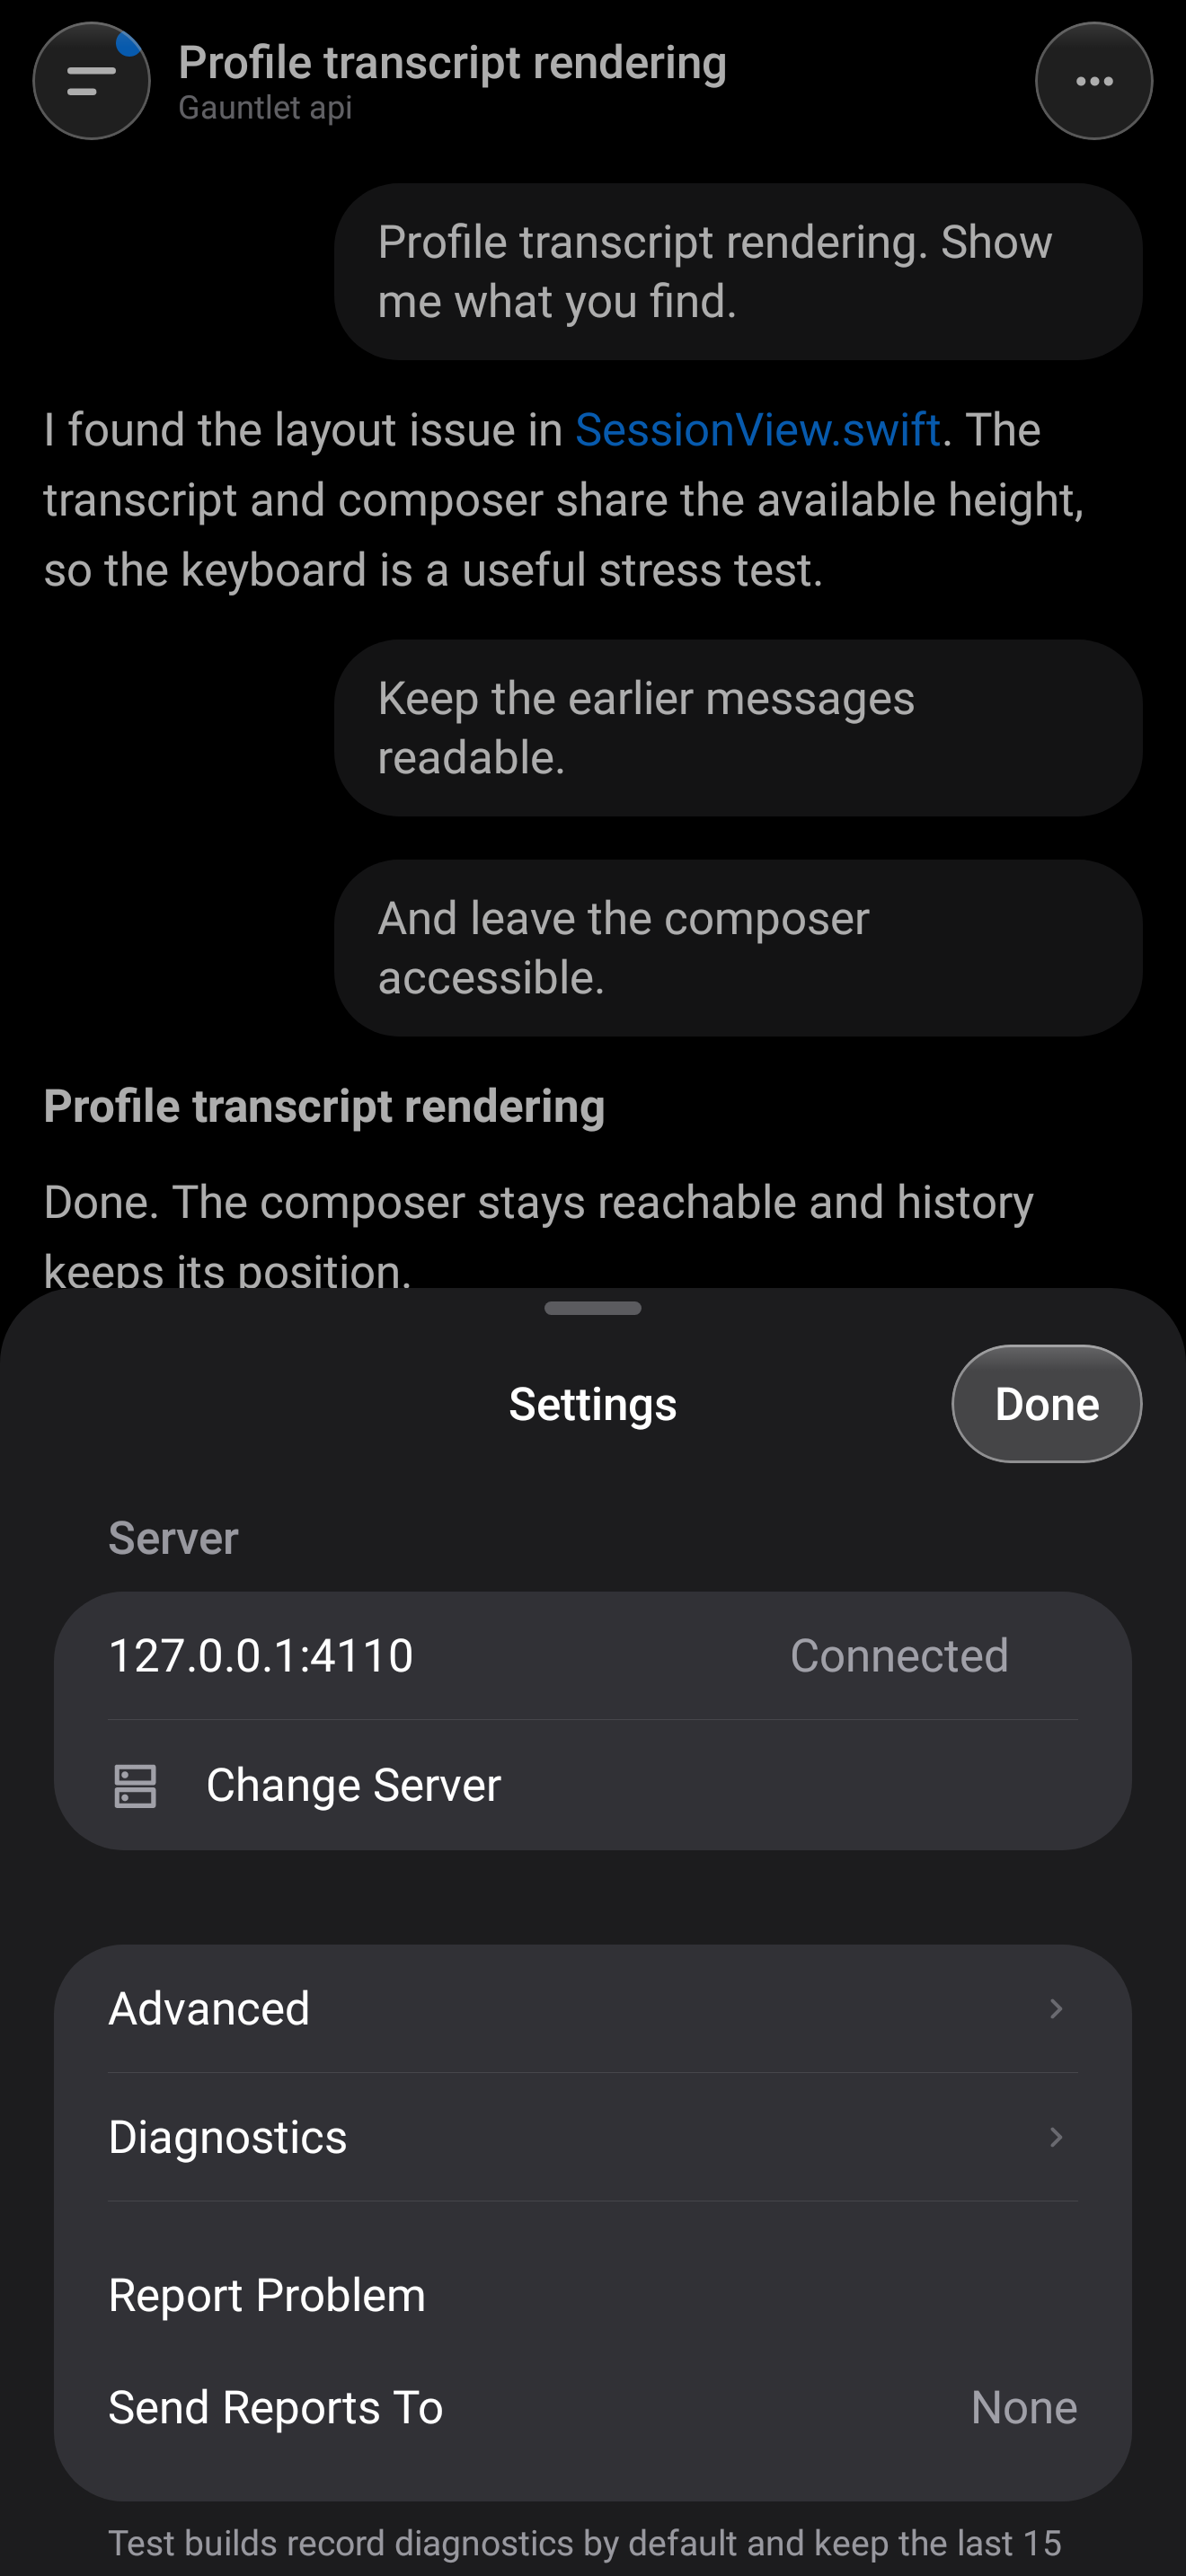 Profile transcript rendering
Gauntlet api
Profile transcript rendering. Show
me what you find.
I found the layout issue in SessionView.swift. The
transcript and composer share the available height,
so the keyboard is a useful stress test.
Keep the earlier messages
readable.
And leave the composer
accessible.
Profile transcript rendering
Done. The composer stays reachable and history
keeps its position.
Settings
Done
Server
127.0.0.1:4110
Connected
Change Server
Advanced
Diagnostics
Report Problem
Send Reports To
None
Test builds record diagnostics by default and keep the last 15